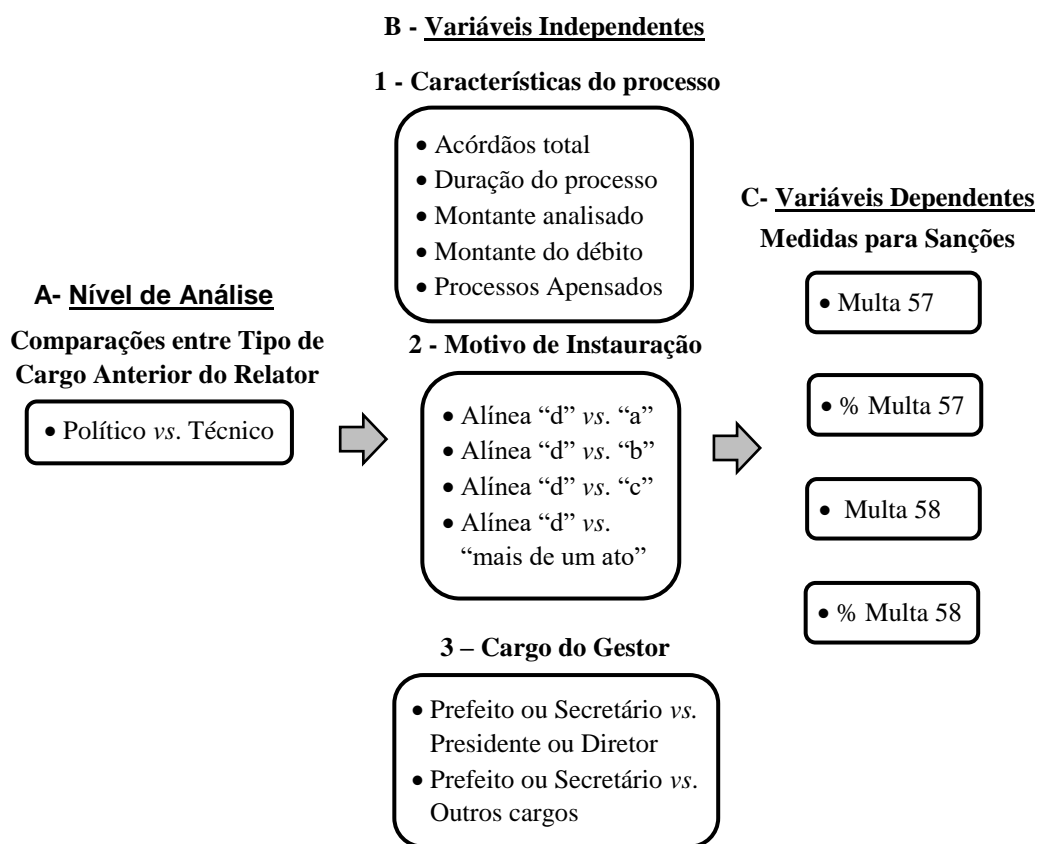 B - Variáveis Independentes
1 - Características do processo
• Acórdãos total
• Duração do processo
• Montante analisado
• Montante do débito
• Processos Apensados
C- Variáveis Dependentes
Medidas para Sanções
• Multa 57
• % Multa 57
• Multa 58
• % Multa 58
A- Nível de Análise
Comparações entre Tipo de
Cargo Anterior do Relator
• Político vs. Técnico
2 - Motivo de Instauração
• Alínea “d” vs. “a”
• Alínea “d” vs. “b”
• Alínea “d” vs. “c”
• Alínea “d” vs.
“mais de um ato”
3 – Cargo do Gestor
• Prefeito ou Secretário vs.
Presidente ou Diretor
• Prefeito ou Secretário vs.
Outros cargos